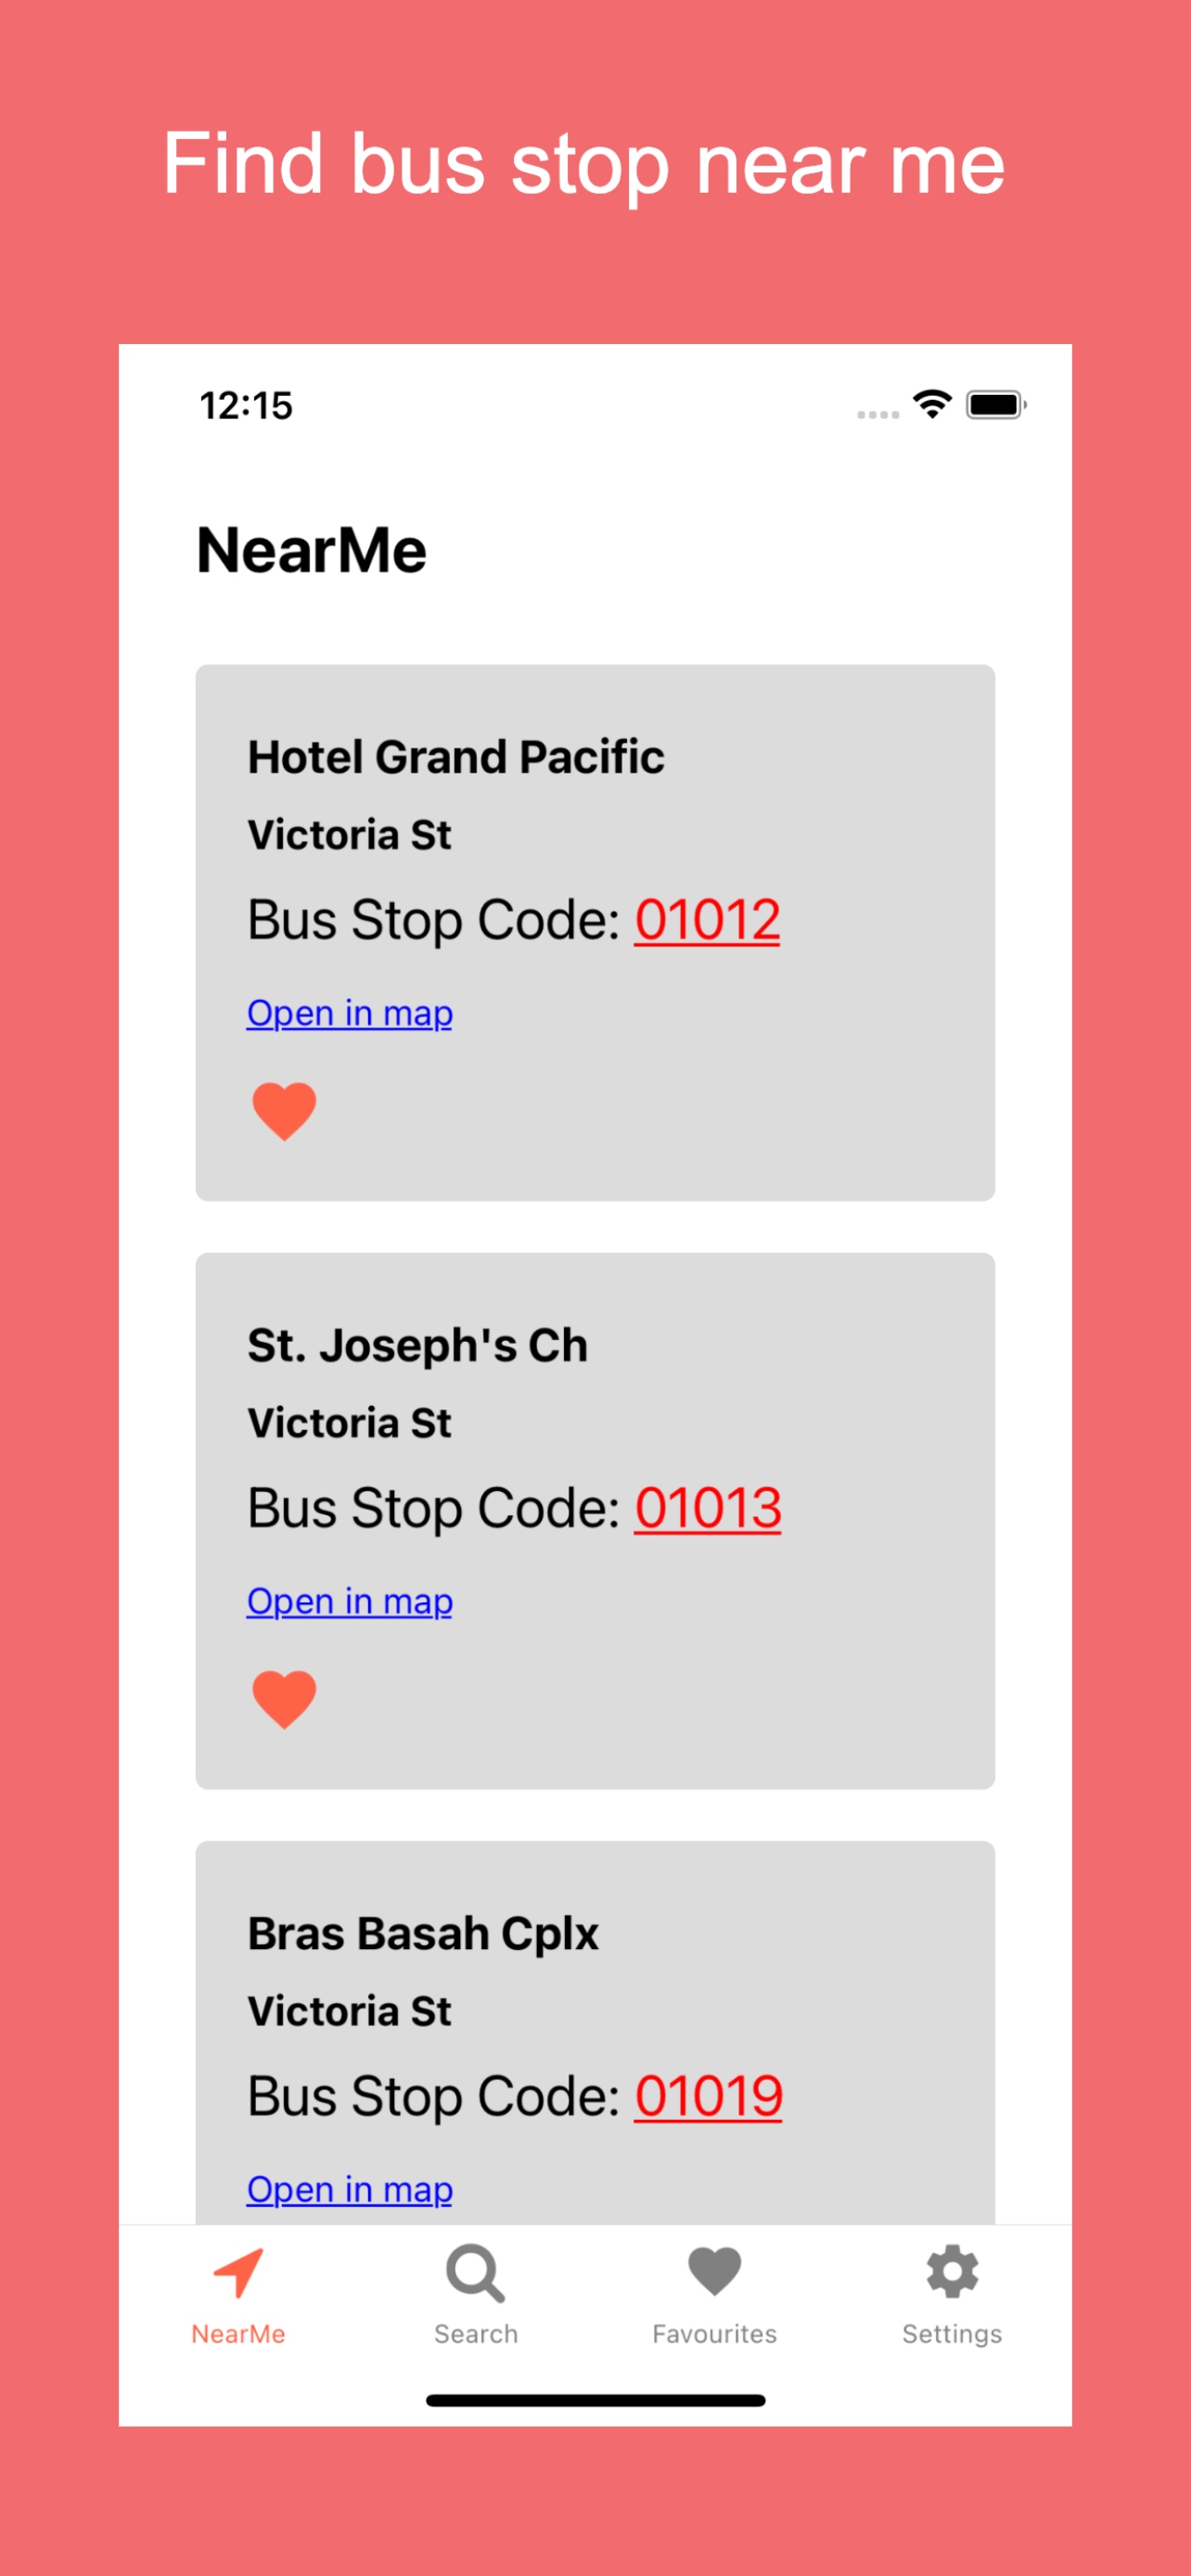 Find bus stop near me
12:15
NearMe
Hotel Grand Pacific
Victoria St
Bus Stop Code: 01012
Open in map
St. Joseph's Ch
Victoria St
Bus Stop Code: 01013
Open in map
Bras Basah Cplx
Victoria St
Bus Stop Code: 01019
Open in map
NearMe Search Favourites Settings